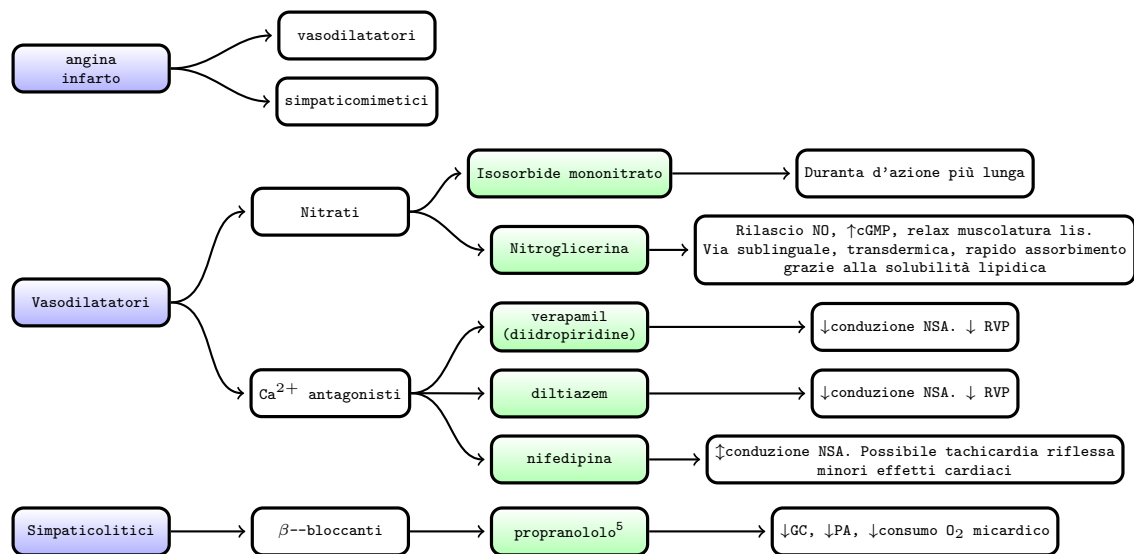 vasodilatatori
angina
infarto
simpaticomimetici
Isosorbide mononitrato
Duranta d'azione più lunga
Nitrati
Nitroglicerina
Rilascio NO, ↑cGMP, relax muscolatura lis.
Via sublinguale, transdermica, rapido assorbimento
grazie alla solubilità lipidica
Vasodilatatori
verapamil
(diidropiridine)
↓conduzione NSA. ↓ RVP
Ca²⁺ antagonisti
diltiazem
↓conduzione NSA. ↓ RVP
nifedipina
↕conduzione NSA. Possibile tachicardia riflessa
minori effetti cardiaci
Simpaticolitici
β--bloccanti
propranololo⁵
↓GC, ↓PA, ↓consumo O₂ micardico